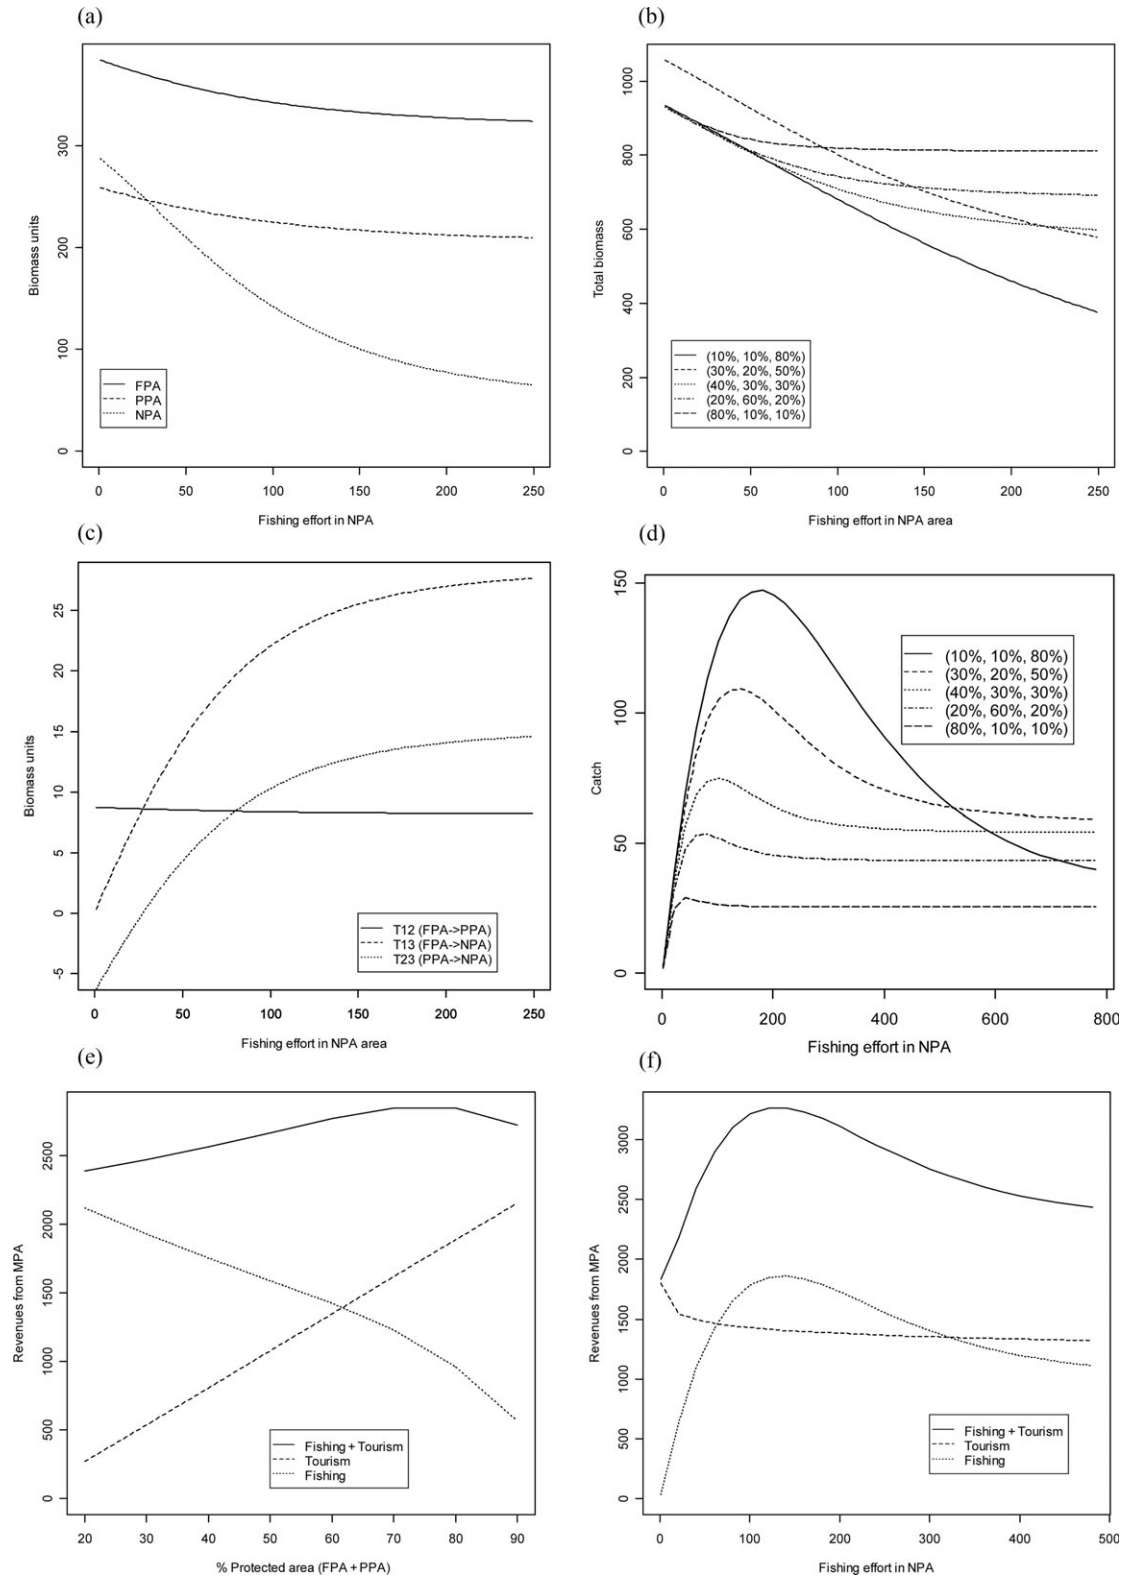 (a)
Biomass units
300
200
100
0
FPA
PPA
NPA
0 50 100 150 200 250
Fishing effort in NPA
(b)
Total biomass
1000
800
600
400
200
0
(10%, 10%, 80%)
(30%, 20%, 50%)
(40%, 30%, 30%)
(20%, 60%, 20%)
(80%, 10%, 10%)
0 50 100 150 200 250
Fishing effort in NPA area
(c)
Biomass units
25
20
15
10
5
0
-5
T12 (FPA->PPA)
T13 (FPA->NPA)
T23 (PPA->NPA)
0 50 100 150 200 250
Fishing effort in NPA area
(d)
Catch
150
100
50
0
(10%, 10%, 80%)
(30%, 20%, 50%)
(40%, 30%, 30%)
(20%, 60%, 20%)
(80%, 10%, 10%)
0 200 400 600 800
Fishing effort in NPA
(e)
Revenues from MPA
2500
2000
1500
1000
500
0
Fishing + Tourism
Tourism
Fishing
20 30 40 50 60 70 80 90
% Protected area (FPA + PPA)
(f)
Revenues from MPA
3000
2500
2000
1500
1000
500
0
Fishing + Tourism
Tourism
Fishing
0 100 200 300 400 500
Fishing effort in NPA